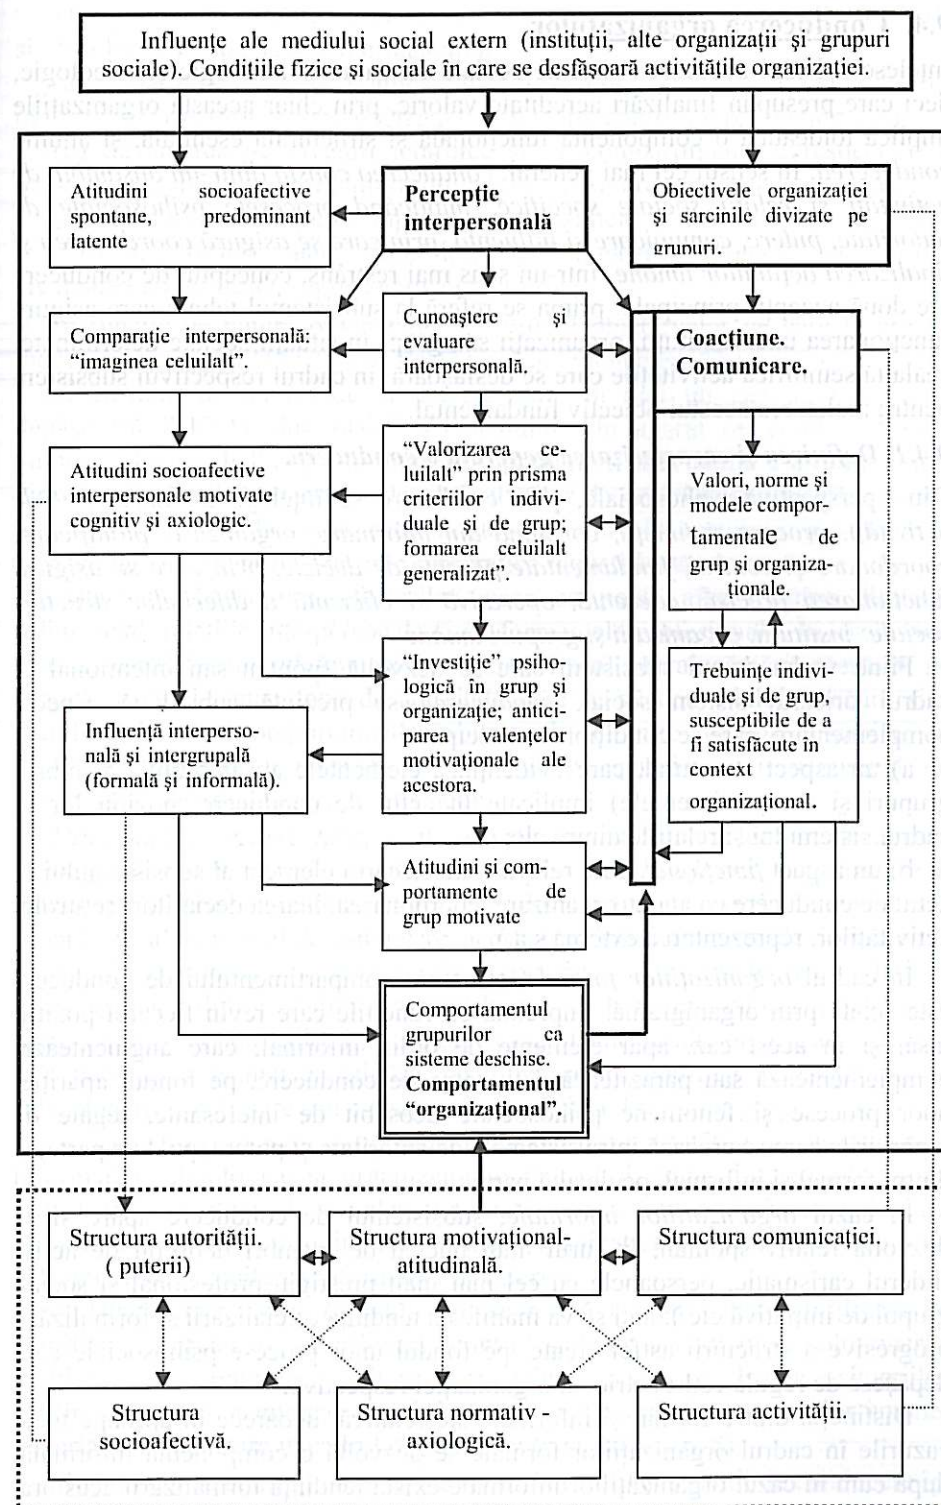 Influențe ale mediului social extern (instituții, alte organizații și grupuri
sociale). Condițiile fizice și sociale în care se desfășoară activitățile organizației.
Atitudini socioafective
spontane, predominant
latente
Percepție
interpersonală
Obiectivele organizației
și sarcinile divizate pe
grupuri.
Comparație interpersonală:
“imaginea celuilalt”.
Cunoaștere și
evaluare
interpersonală.
Coacțiune.
Comunicare.
Atitudini socioafective
interpersonale motivate
cognitiv și axiologic.
“Valorizarea ce-
luilalt” prin prisma
criteriilor indivi-
duale și de grup;
formarea celuilalt
generalizat”.
Valori, norme și
modele compor-
tamentale de
grup și organiza-
ționale.
Influență interperso-
nală și intergrupală
(formală și informală).
“Investiție” psiho-
logică în grup și
organizație; antici-
parea valențelor
motivaționale ale
acestora.
Trebuințe indivi-
duale și de grup,
susceptibile de a
fi satisfăcute în
context
organizațional.
Atitudini și com-
portamente de
grup motivate
Comportamentul
grupurilor ca
sisteme deschise.
Comportamentul
“organizațional”.
Structura autorității.
( puterii)
Structura motivațional-
atitudinală.
Structura comunicației.
Structura
socioafectivă.
Structura normativ -
axiologică.
Structura activității.